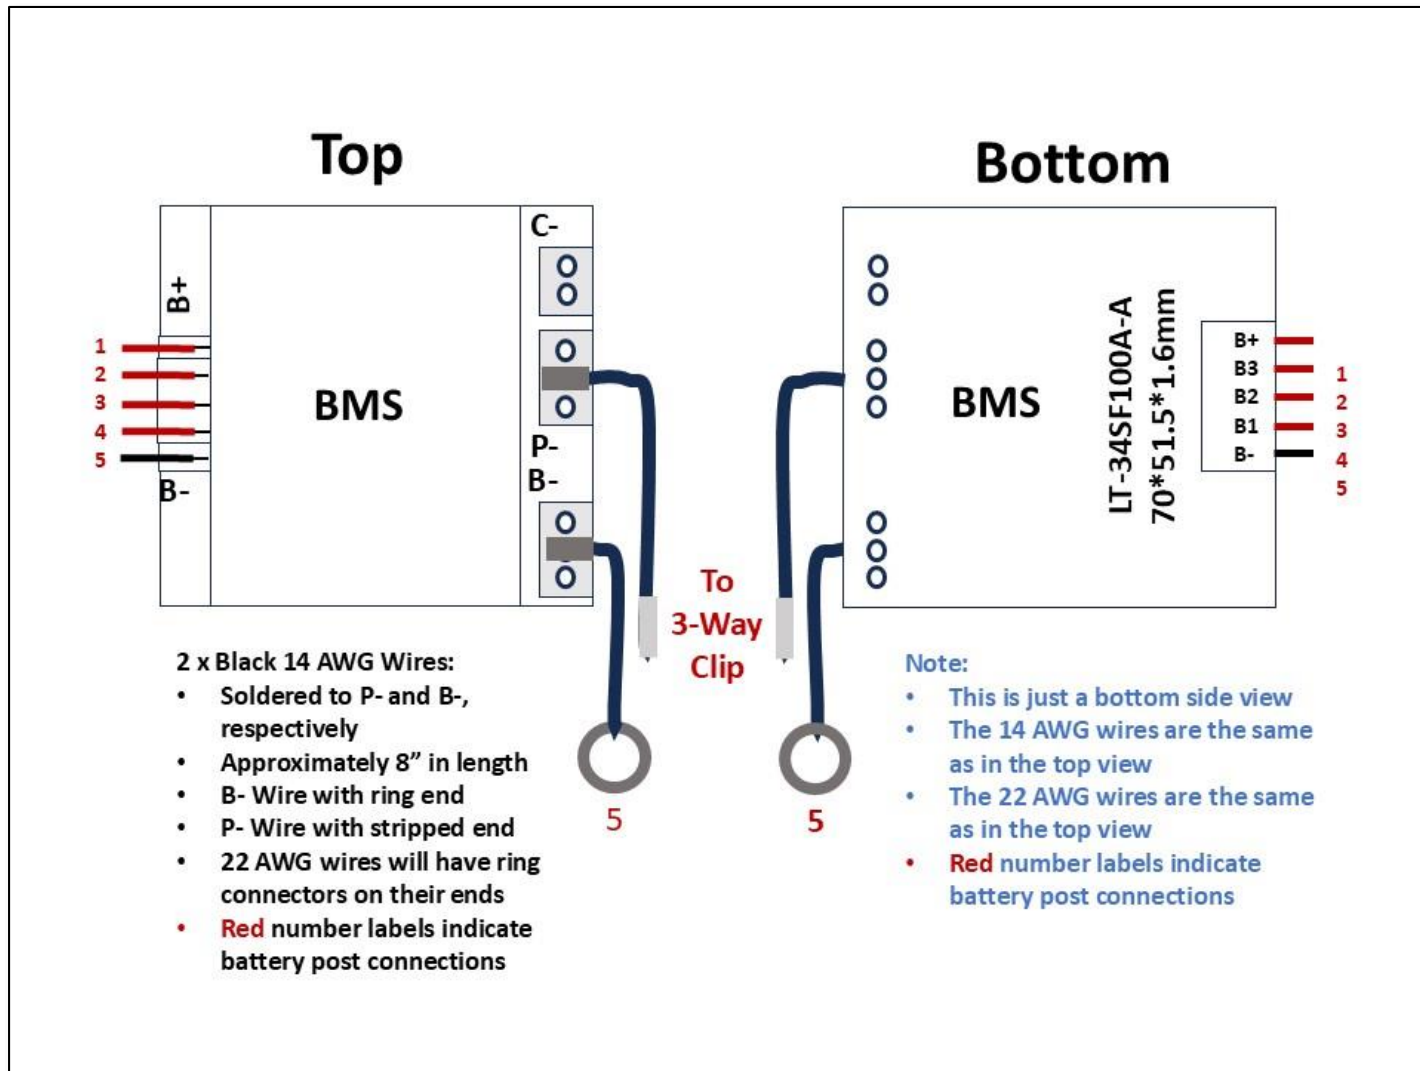 Top
Bottom
B+
1
2
3
4
5
B-
BMS
C-
P-
B-
BMS
LT-34SF100A-A
70*51.5*1.6mm
B+
B3
B2
B1
B-
1
2
3
4
5
To
3-Way
Clip
5
5
2 x Black 14 AWG Wires:
• Soldered to P- and B-,
respectively
• Approximately 8” in length
• B- Wire with ring end
• P- Wire with stripped end
• 22 AWG wires will have ring
connectors on their ends
• Red number labels indicate
battery post connections
Note:
• This is just a bottom side view
• The 14 AWG wires are the same
as in the top view
• The 22 AWG wires are the same
as in the top view
• Red number labels indicate
battery post connections